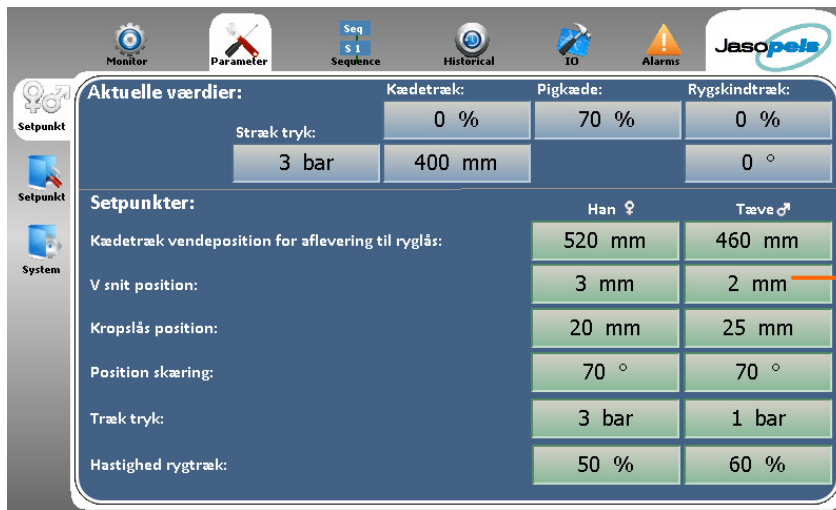 Monitor
Parameter
Seq
S 1
Sequence
Historical
IO
Alarms
Jasopels
Setpunkt
Setpunkt
System
Aktuelle værdier:
Kædetræk:
Pigkæde:
Rygskindtræk:
0 %
70 %
0 %
Stræk tryk:
3 bar
400 mm
0 °
Setpunkter:
Han ♀
Tæve ♂
Kædetræk vendeposition for aflevering til ryglås:
520 mm
460 mm
V snit position:
3 mm
2 mm
Kropslås position:
20 mm
25 mm
Position skæring:
70 °
70 °
Træk tryk:
3 bar
1 bar
Hastighed rygtræk:
50 %
60 %